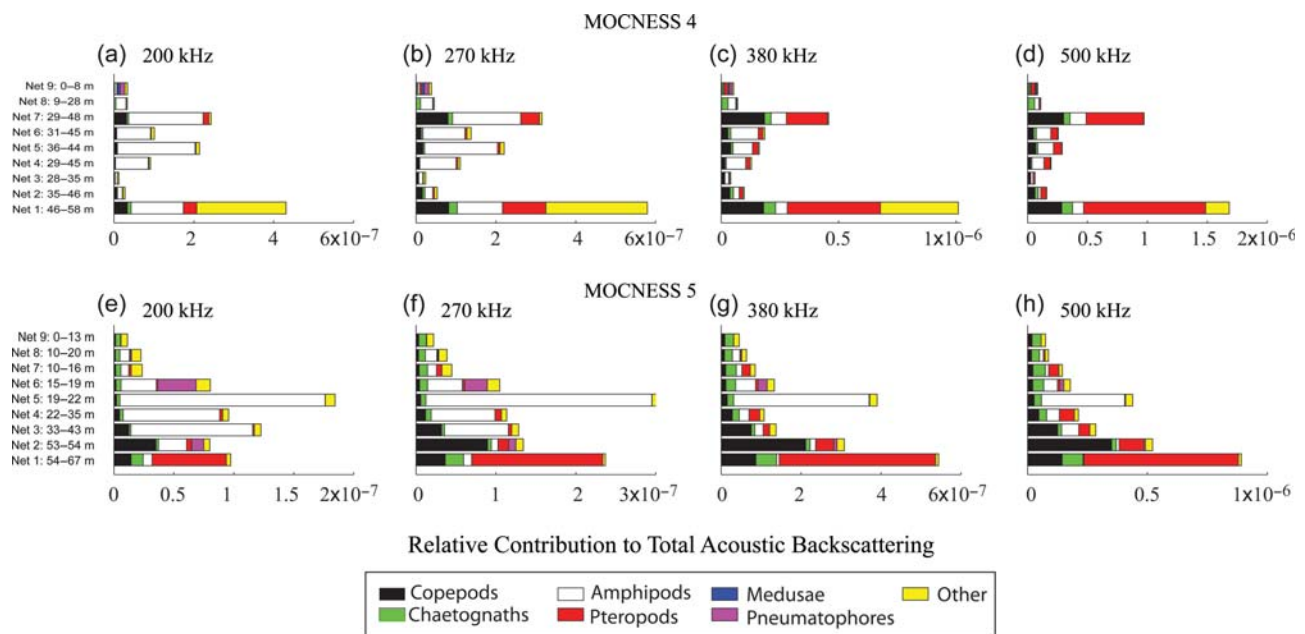 MOCNESS 4
(a) 200 kHz (b) 270 kHz (c) 380 kHz (d) 500 kHz
Net 9: 0–8 m
Net 8: 9–28 m
Net 7: 29–48 m
Net 6: 31–45 m
Net 5: 36–44 m
Net 4: 29–45 m
Net 3: 28–35 m
Net 2: 35–46 m
Net 1: 46–58 m
0 2 4 6x10-7 0 2 4 6x10-7 0 0.5 1x10-6 0 0.5 1 1.5 2x10-6
MOCNESS 5
(e) 200 kHz (f) 270 kHz (g) 380 kHz (h) 500 kHz
Net 9: 0–13 m
Net 8: 10–20 m
Net 7: 10–16 m
Net 6: 15–19 m
Net 5: 19–22 m
Net 4: 22–35 m
Net 3: 33–43 m
Net 2: 53–54 m
Net 1: 54–67 m
0 0.5 1 1.5 2x10-7 0 1 2 3x10-7 0 2 4 6x10-7 0 0.5 1x10-6
Relative Contribution to Total Acoustic Backscattering
Copepods Amphipods Medusae Other
Chaetognaths Pteropods Pneumatophores